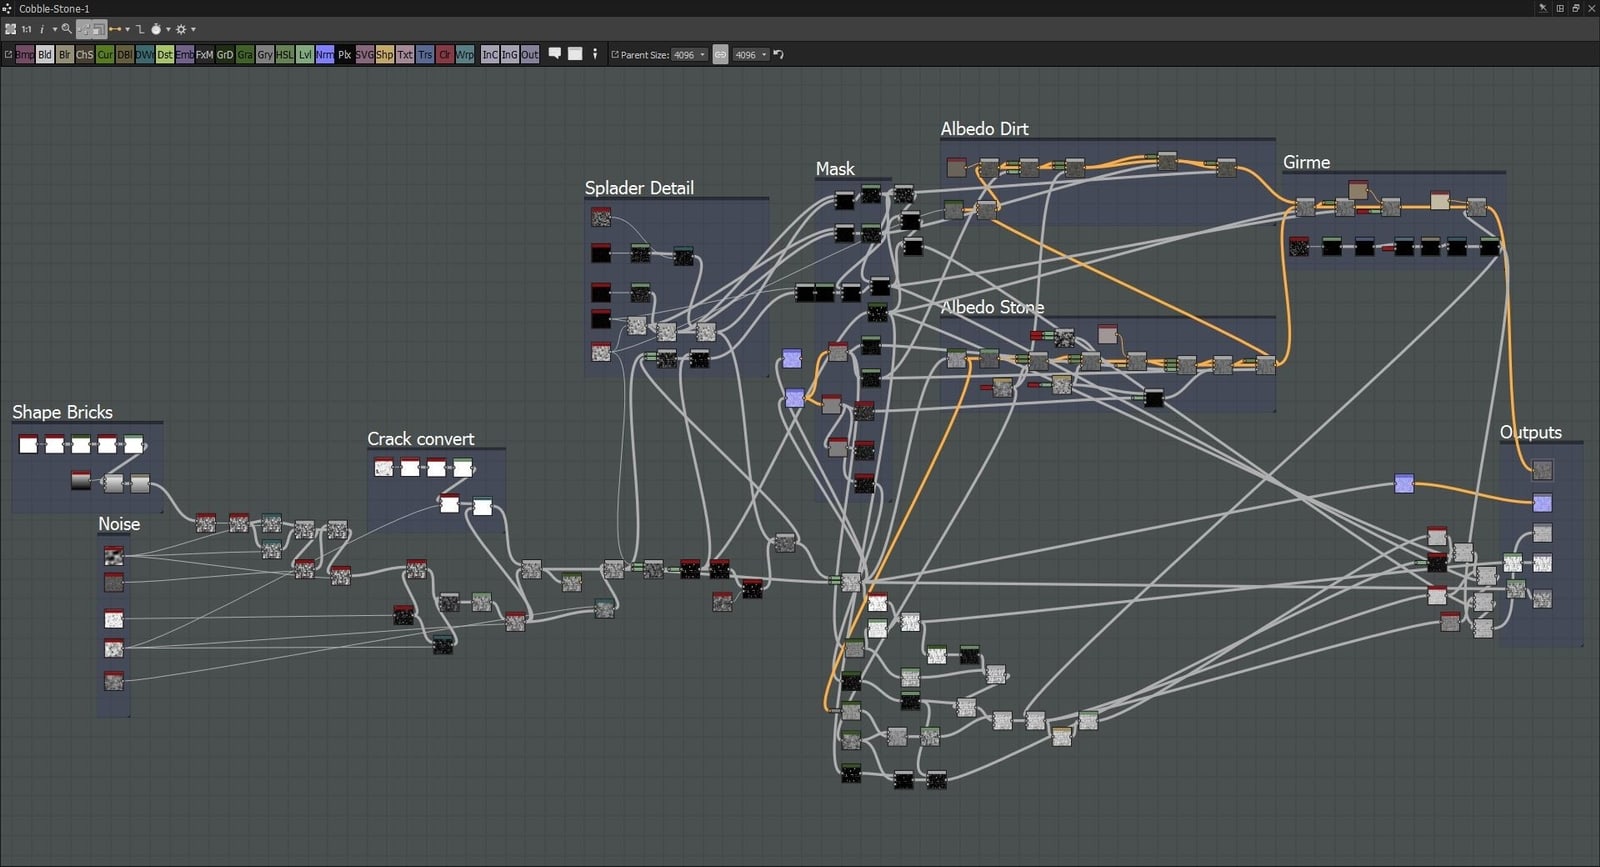 Cobble-Stone-1
1:1 i
Bmp Bld Blr ChS Cur DBl DWr Dst Emb FxM GrD Gra Gry HSL Lvl Nrm Plx SVG Shp Txt Trs Clr Wrp InC InG Out Parent Size: 4096 4096
Albedo Dirt
Girme
Mask
Splader Detail
Albedo Stone
Shape Bricks
Outputs
Crack convert
Noise